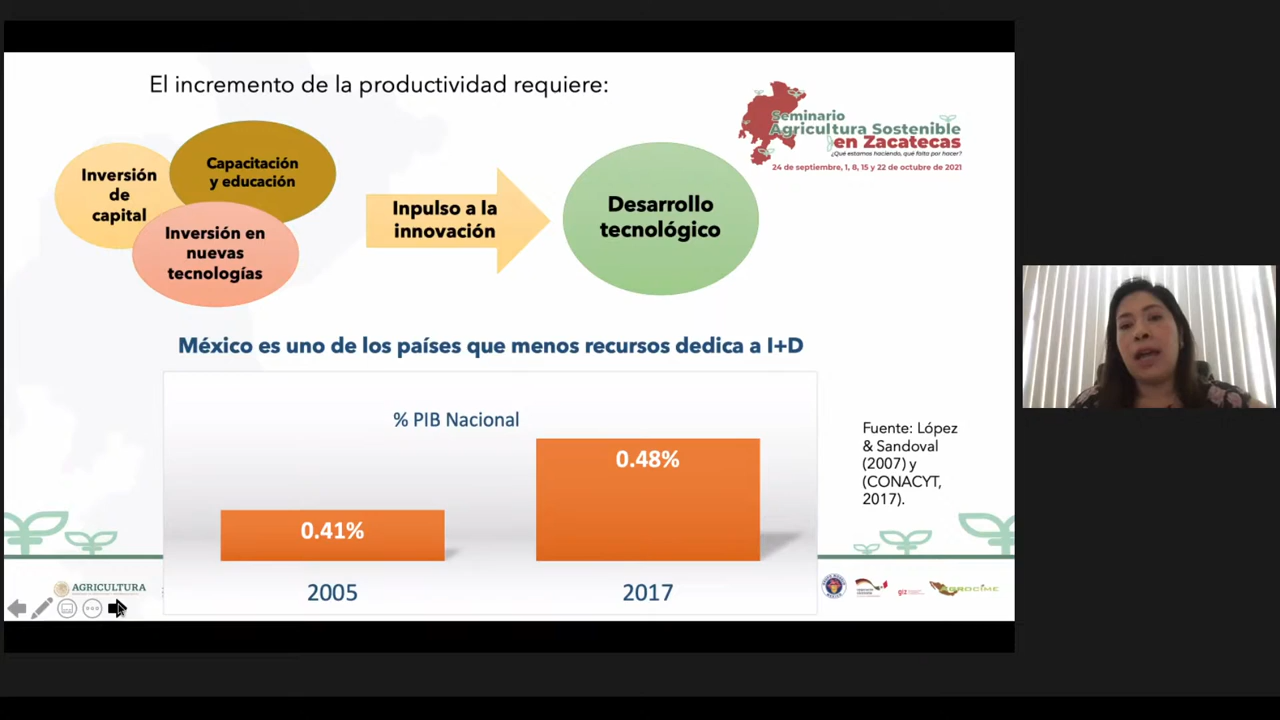 El incremento de la productividad requiere:
Seminario
Agricultura Sostenible
en Zacatecas
¿Qué estamos haciendo, qué falta por hacer?
24 de septiembre, 1, 8, 15 y 22 de octubre de 2021
Inversión
de
capital
Capacitación
y educación
Inversión en
nuevas
tecnologías
Inpulso a la
innovación
Desarrollo
tecnológico
México es uno de los países que menos recursos dedica a I+D
% PIB Nacional
0.41%
0.48%
2005
2017
Fuente: López
& Sandoval
(2007) y
(CONACYT,
2017).
AGRICULTURA
giz